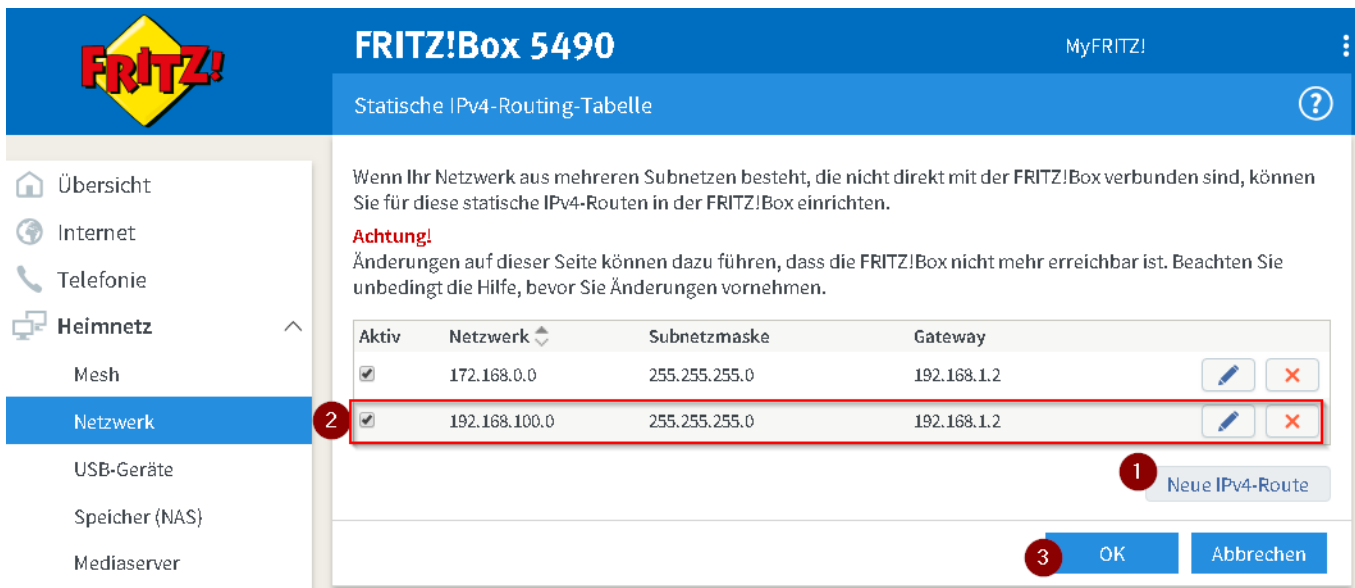 FRITZ!
FRITZ!Box 5490
MyFRITZ!
Statische IPv4-Routing-Tabelle
?
Übersicht
Internet
Telefonie
Heimnetz
Mesh
Netzwerk
USB-Geräte
Speicher (NAS)
Mediaserver
Wenn Ihr Netzwerk aus mehreren Subnetzen besteht, die nicht direkt mit der FRITZ!Box verbunden sind, können
Sie für diese statische IPv4-Routen in der FRITZ!Box einrichten.
Achtung!
Änderungen auf dieser Seite können dazu führen, dass die FRITZ!Box nicht mehr erreichbar ist. Beachten Sie
unbedingt die Hilfe, bevor Sie Änderungen vornehmen.
Aktiv Netzwerk Subnetzmaske Gateway
172.168.0.0 255.255.255.0 192.168.1.2
2 192.168.100.0 255.255.255.0 192.168.1.2
1 Neue IPv4-Route
3 OK Abbrechen